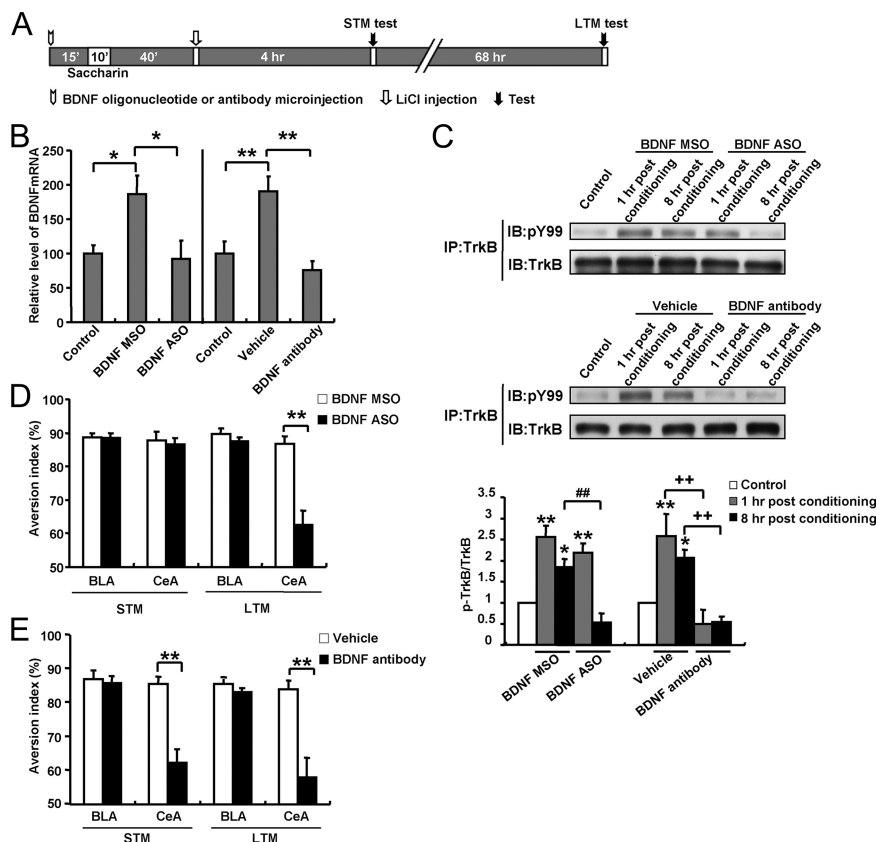 A
STM test
LTM test
15'
10'
40'
4 hr
68 hr
Saccharin
BDNF oligonucleotide or antibody microinjection
LiCl injection
Test
B
Relative level of BDNFmRNA
250
200
150
100
50
0
*
*
**
**
Control
BDNF MSO
BDNF ASO
Control
Vehicle
BDNF antibody
C
BDNF MSO
BDNF ASO
Control
1 hr post conditioning
8 hr post conditioning
1 hr post conditioning
8 hr post conditioning
IP:TrkB
IB:pY99
IB:TrkB
Vehicle
BDNF antibody
Control
1 hr post conditioning
8 hr post conditioning
1 hr post conditioning
8 hr post conditioning
IP:TrkB
IB:pY99
IB:TrkB
Control
1 hr post conditioning
8 hr post conditioning
p-TrkB/TrkB
3.5
3
2.5
2
1.5
1
0.5
0
**
*
**
##
**
*
++
++
BDNF MSO
BDNF ASO
Vehicle
BDNF antibody
D
BDNF MSO
BDNF ASO
Aversion index (%)
100
90
80
70
60
50
**
BLA
CeA
BLA
CeA
STM
LTM
E
Vehicle
BDNF antibody
Aversion index (%)
100
90
80
70
60
50
**
**
BLA
CeA
BLA
CeA
STM
LTM